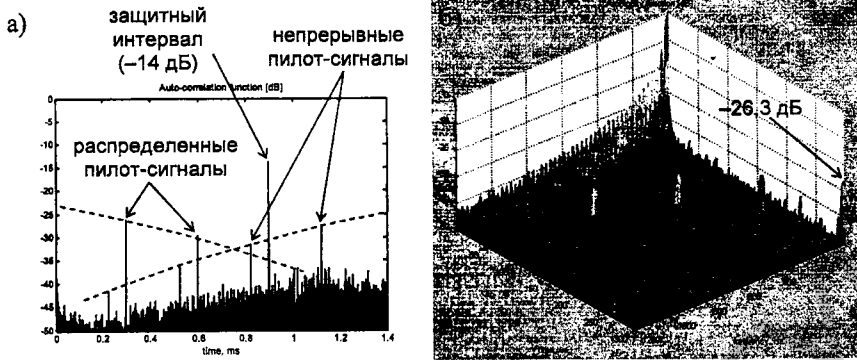 а)
защитный
интервал
(–14 дБ)
непрерывные
пилот-сигналы
Auto-correlation function [dB]
распределенные
пилот-сигналы
0
-5
-10
-15
-20
-25
-30
-35
-40
-45
-50
0
0.2
0.4
0.6
0.8
1
1.2
1.4
time, ms
б)
–26,3 дБ